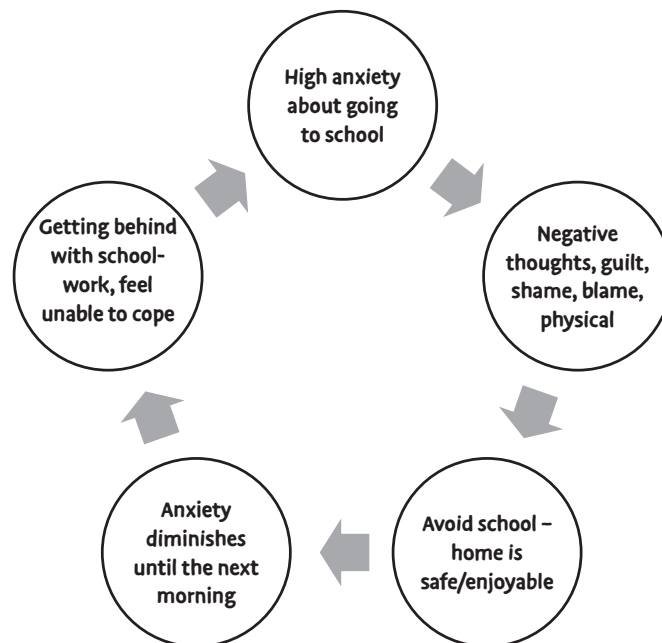 High anxiety
about going
to school
Negative
thoughts, guilt,
shame, blame,
physical
Avoid school –
home is
safe/enjoyable
Anxiety
diminishes
until the next
morning
Getting behind
with school-
work, feel
unable to cope